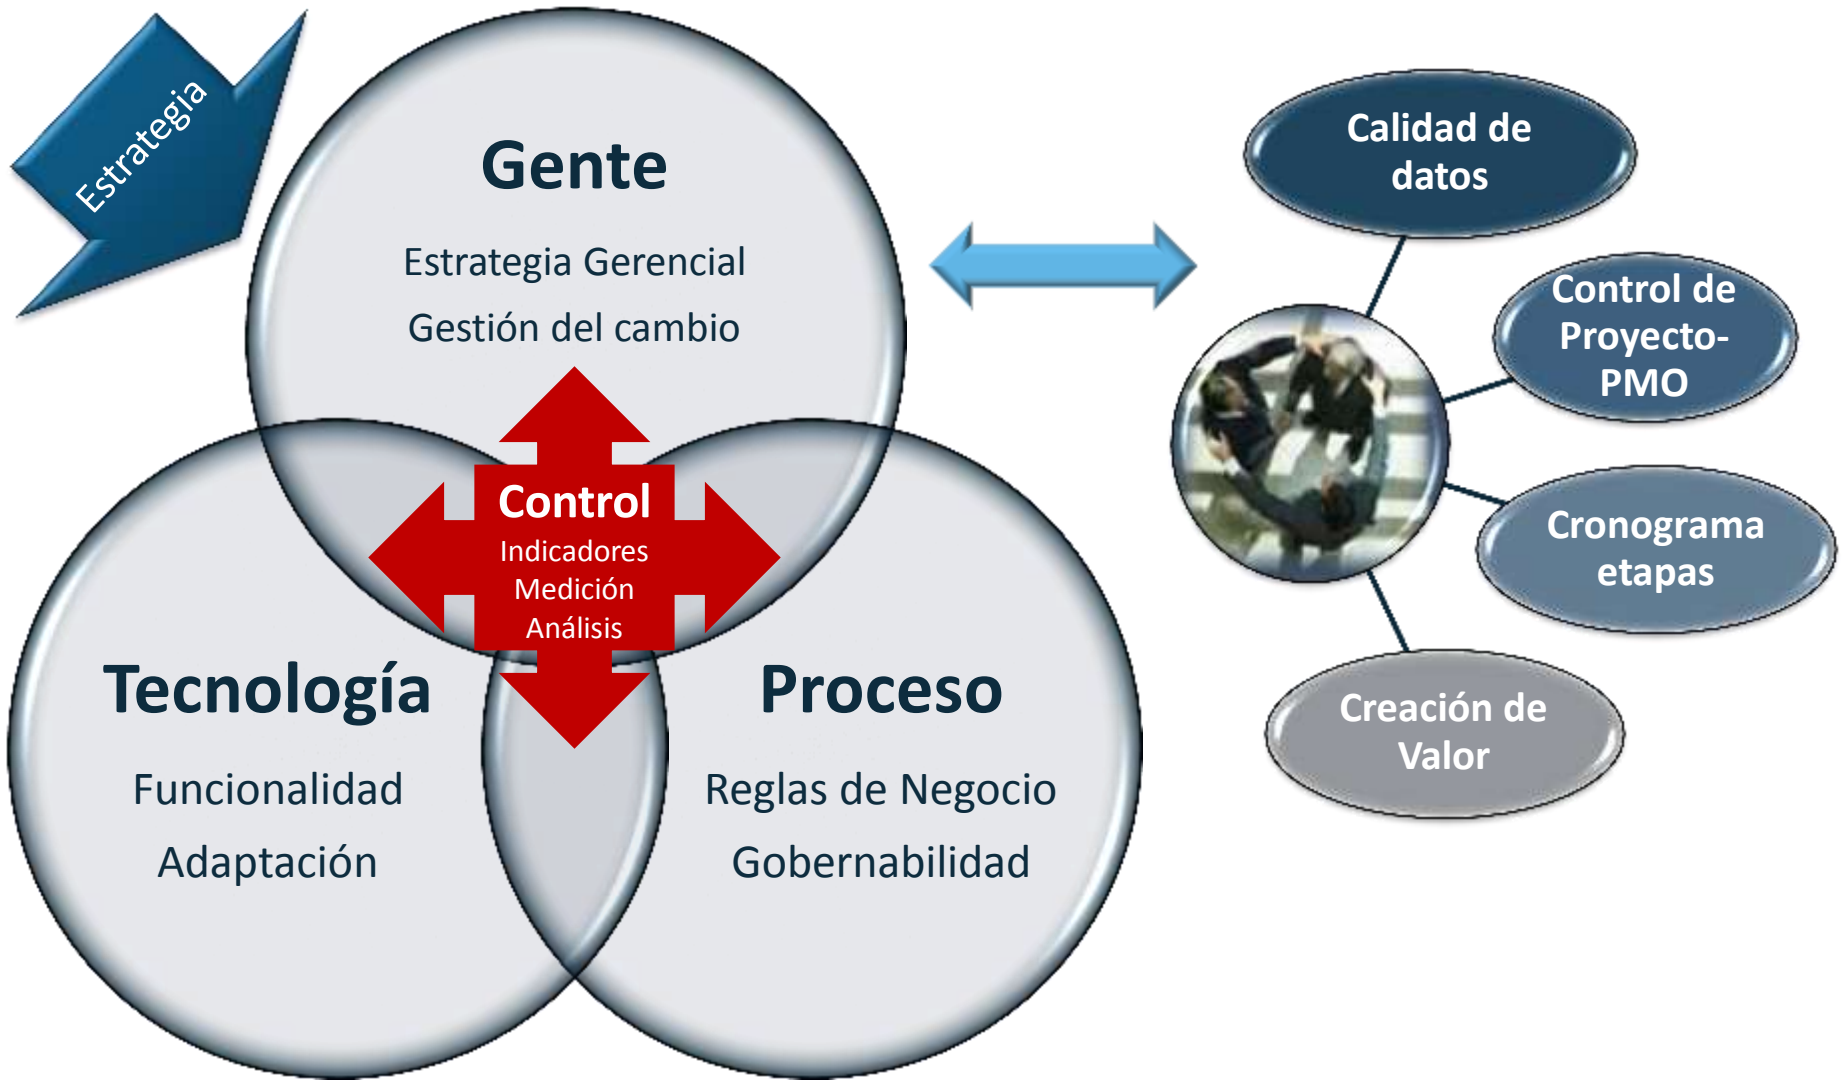 Estrategia
Gente
Estrategia Gerencial
Gestión del cambio
Control
Indicadores
Medición
Análisis
Tecnología
Funcionalidad
Adaptación
Proceso
Reglas de Negocio
Gobernabilidad
Calidad de
datos
Control de
Proyecto-
PMO
Cronograma
etapas
Creación de
Valor